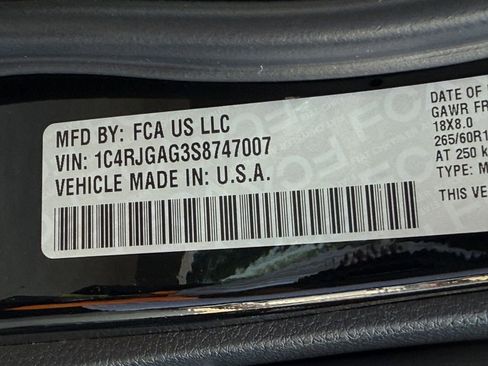 MFD BY: FCA US LLC
VIN: 1C4RJGAG3S8747007
VEHICLE MADE IN: U.S.A.
DATE OF
GAWR FR
18X8.0
265/60R1
AT 250 k
TYPE: M
THIS VE